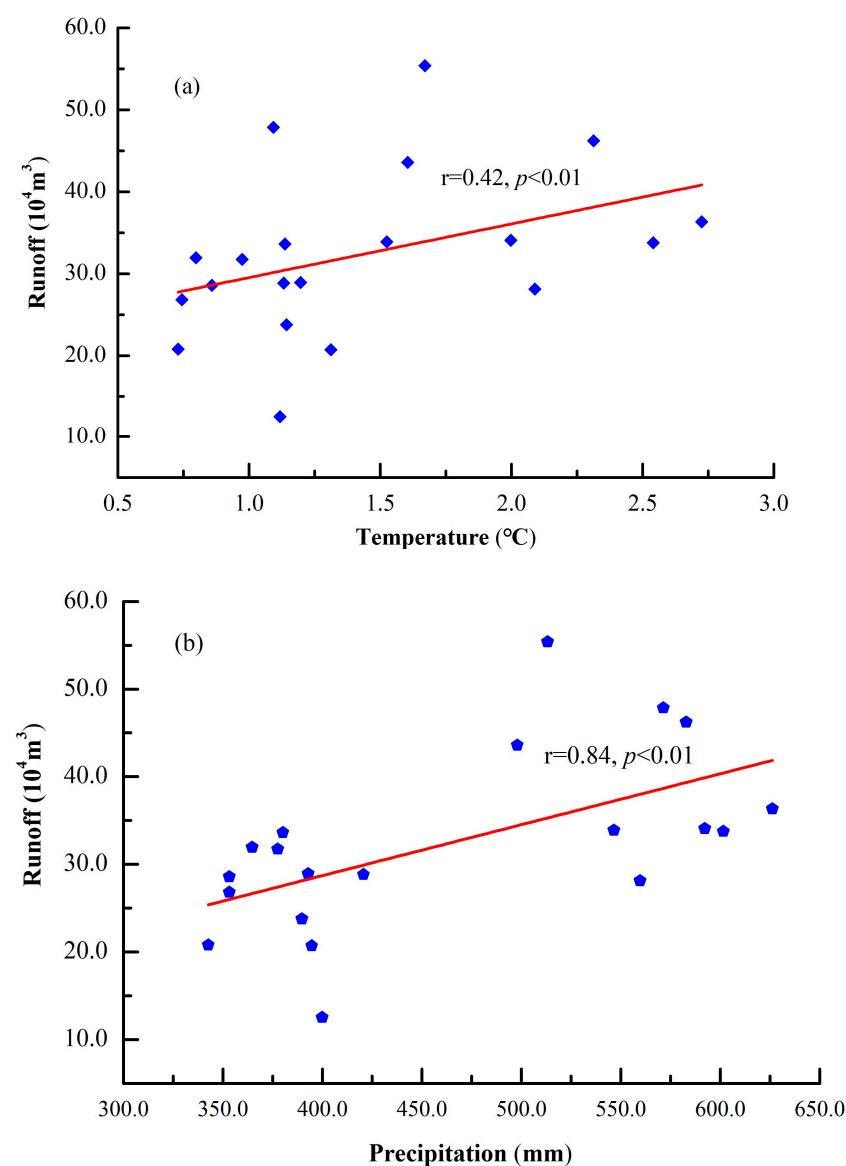 60.0
(a)
50.0
Runoff (10⁴m³)
r=0.42, p<0.01
40.0
30.0
20.0
10.0
0.5 1.0 1.5 2.0 2.5 3.0
Temperature (℃)
60.0
(b)
50.0
Runoff (10⁴m³)
r=0.84, p<0.01
40.0
30.0
20.0
10.0
300.0 350.0 400.0 450.0 500.0 550.0 600.0 650.0
Precipitation (mm)